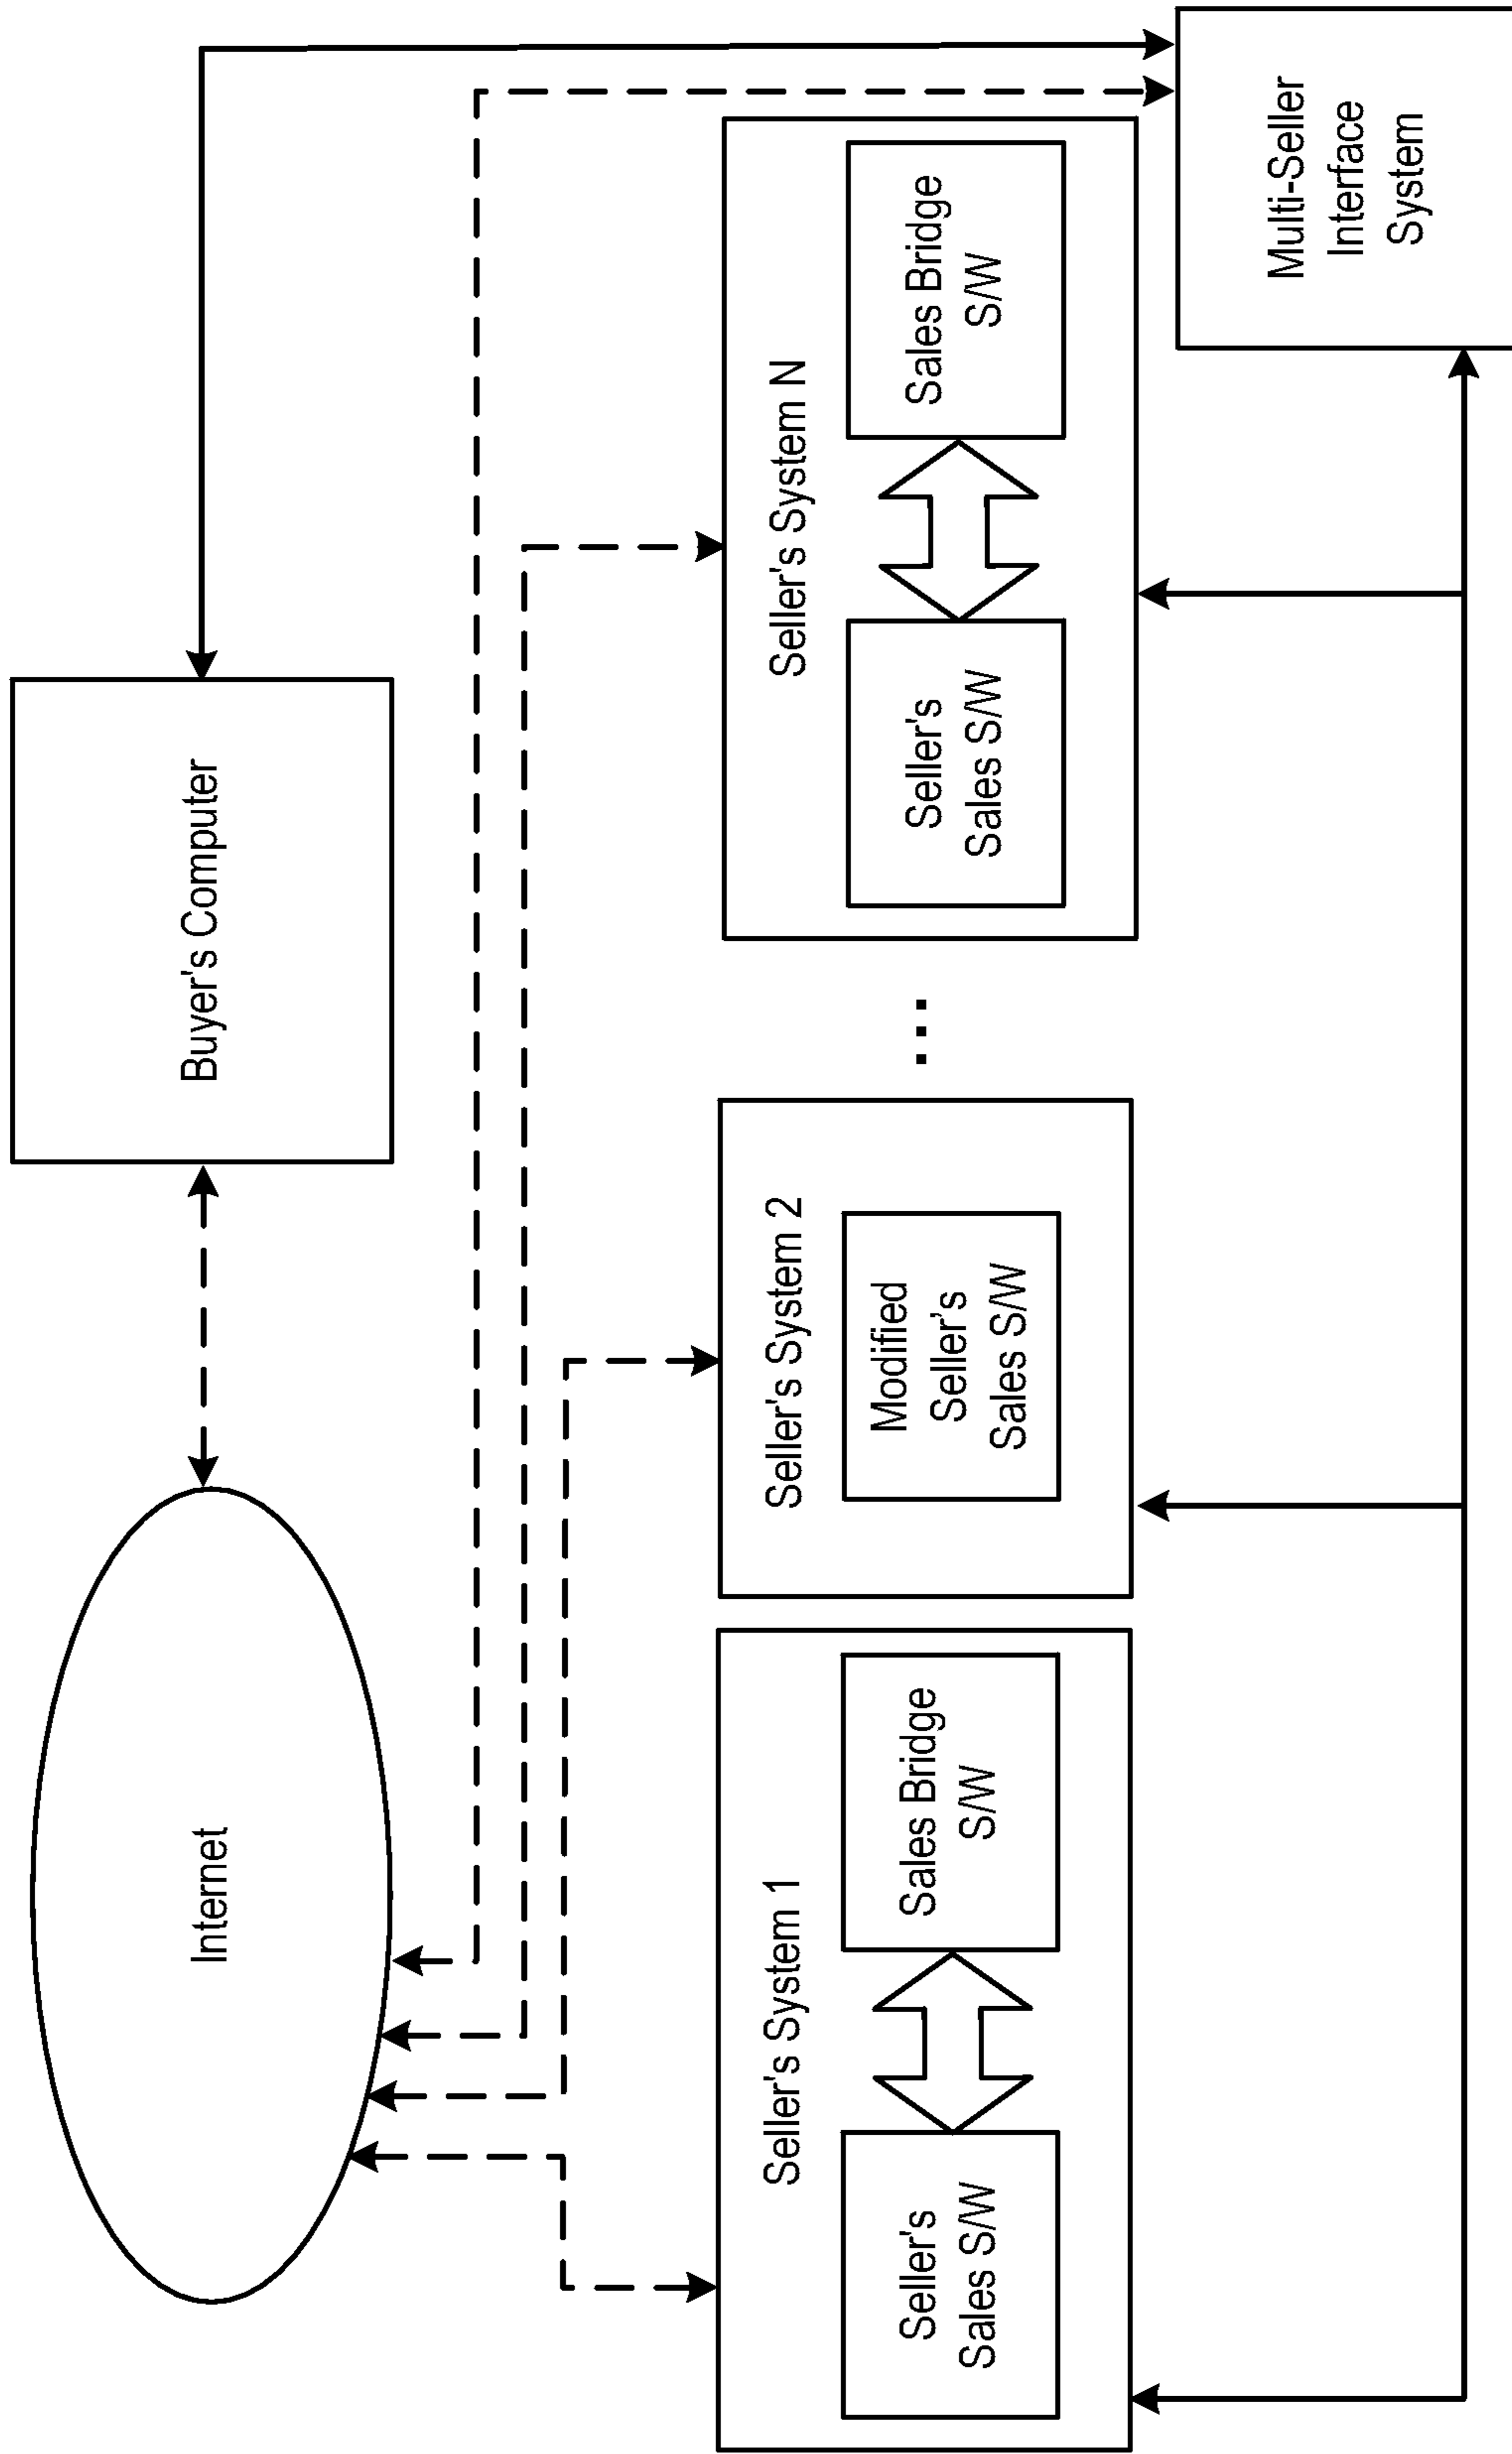 Internet
Buyer's Computer
Seller's System 1
Seller's
Sales S/W
Sales Bridge
S/W
Seller's System 2
Modified
Seller's
Sales S/W
...
Seller's System N
Seller's
Sales S/W
Sales Bridge
S/W
Multi-Seller
Interface
System